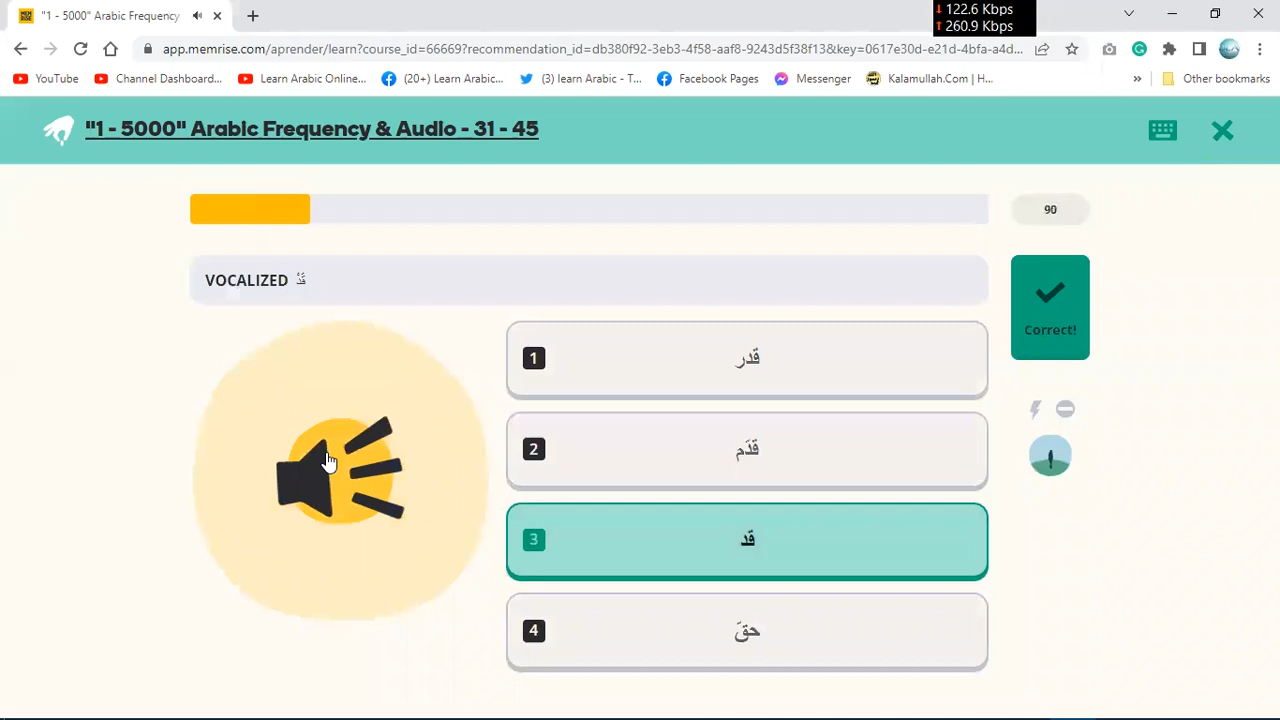 "1 - 5000" Arabic Frequency
122.6 Kbps
260.9 Kbps
app.memrise.com/aprender/learn?course_id=68669?recommendation_id=db380f92-3eb3-4f58-aaf8-9243d5f38f13&key=0617e30d-e21d-4bfa-a4d...
YouTube
Channel Dashboard...
Learn Arabic Online...
(20+) Learn Arabic...
(3) learn Arabic - T...
Facebook Pages
Messenger
Kalamullah.Com | H...
»
Other bookmarks
"1 - 5000" Arabic Frequency & Audio - 31 - 45
90
VOCALIZED قَدْ
Correct!
1 قدر
2 قدّم
3 قد
4 حقّ